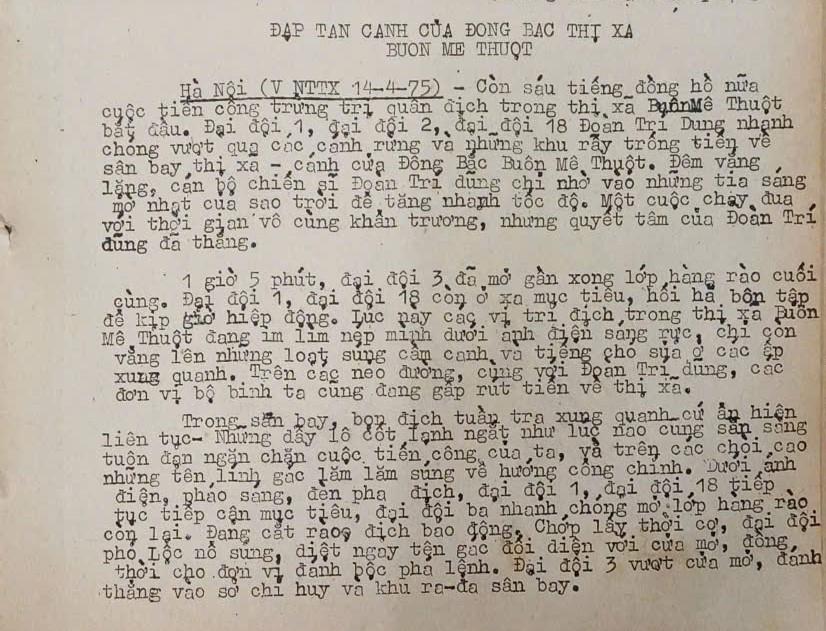 ĐẬP TAN CÁNH CỬA ĐÔNG BẮC THỊ XÃ
BUÔN MÊ THUỘT
Hà Nội (V NTTX 14-4-75) - Còn sáu tiếng đồng hồ nữa
cuộc tiến công trừng trị quân địch trong thị xã Buôn Mê Thuột
bắt đầu. Đại đội 1, đại đội 2, đại đội 18 Đoàn Trí Dũng nhanh
chóng vượt qua các cánh rừng và những khu rãy trống tiến về
sân bay thị xã - cánh cửa Đông Bắc Buôn Mê Thuột. Đêm vắng
lặng, cán bộ chiến sĩ Đoàn Trí dũng chỉ nhờ vào những tia sáng
mờ nhạt của sao trời để tăng nhanh tốc độ. Một cuộc chạy đua
với thời gian vô cùng khẩn trương, nhưng quyết tâm của Đoàn Trí
dũng đã thắng.
1 giờ 5 phút, đại đội 3 đã mở gần xong lớp hàng rào cuối
cùng. Đại đội 1, đại đội 18 còn ở xa mục tiêu, hối hả bôn tập
để kịp giờ hiệp đồng. Lúc này các vị trí địch trong thị xã Buôn
Mê Thuột đang im lìm nép mình dưới ánh điện sáng rực, chỉ còn
vẳng lên những loạt súng cầm canh và tiếng chó sủa ở các ấp
xung quanh. Trên các nẻo đường, cùng với Đoàn Trí dũng, các
đơn vị bộ binh ta cũng đang gấp rút tiến về thị xã.
Trong sân bay, bọn địch tuần tra xung quanh cứ ẩn hiện
liên tục- Những dãy lô cốt lạnh ngắt như lúc nào cũng sẵn sàng
tuôn đạn ngăn chặn cuộc tiến công của ta, và trên các chòi cao
những tên lính gác lăm lăm súng về hướng cổng chính. Dưới ánh
điện, pháo sáng, đèn pha địch, đại đội 1, đại đội 18 tiếp
tục tiếp cận mục tiêu, đại đội ba nhanh chóng mở lớp hàng rào
còn lại. Đang cắt rào, địch báo động. Chớp lấy thời cơ, đại đội
phó Lộc nổ súng, diệt ngay tên gác đối diện với cửa mở, đồng
thời cho đơn vị đánh bộc phá lệnh. Đại đội 3 vượt cửa mở, đánh
thẳng vào sở chỉ huy và khu ra-đa sân bay.